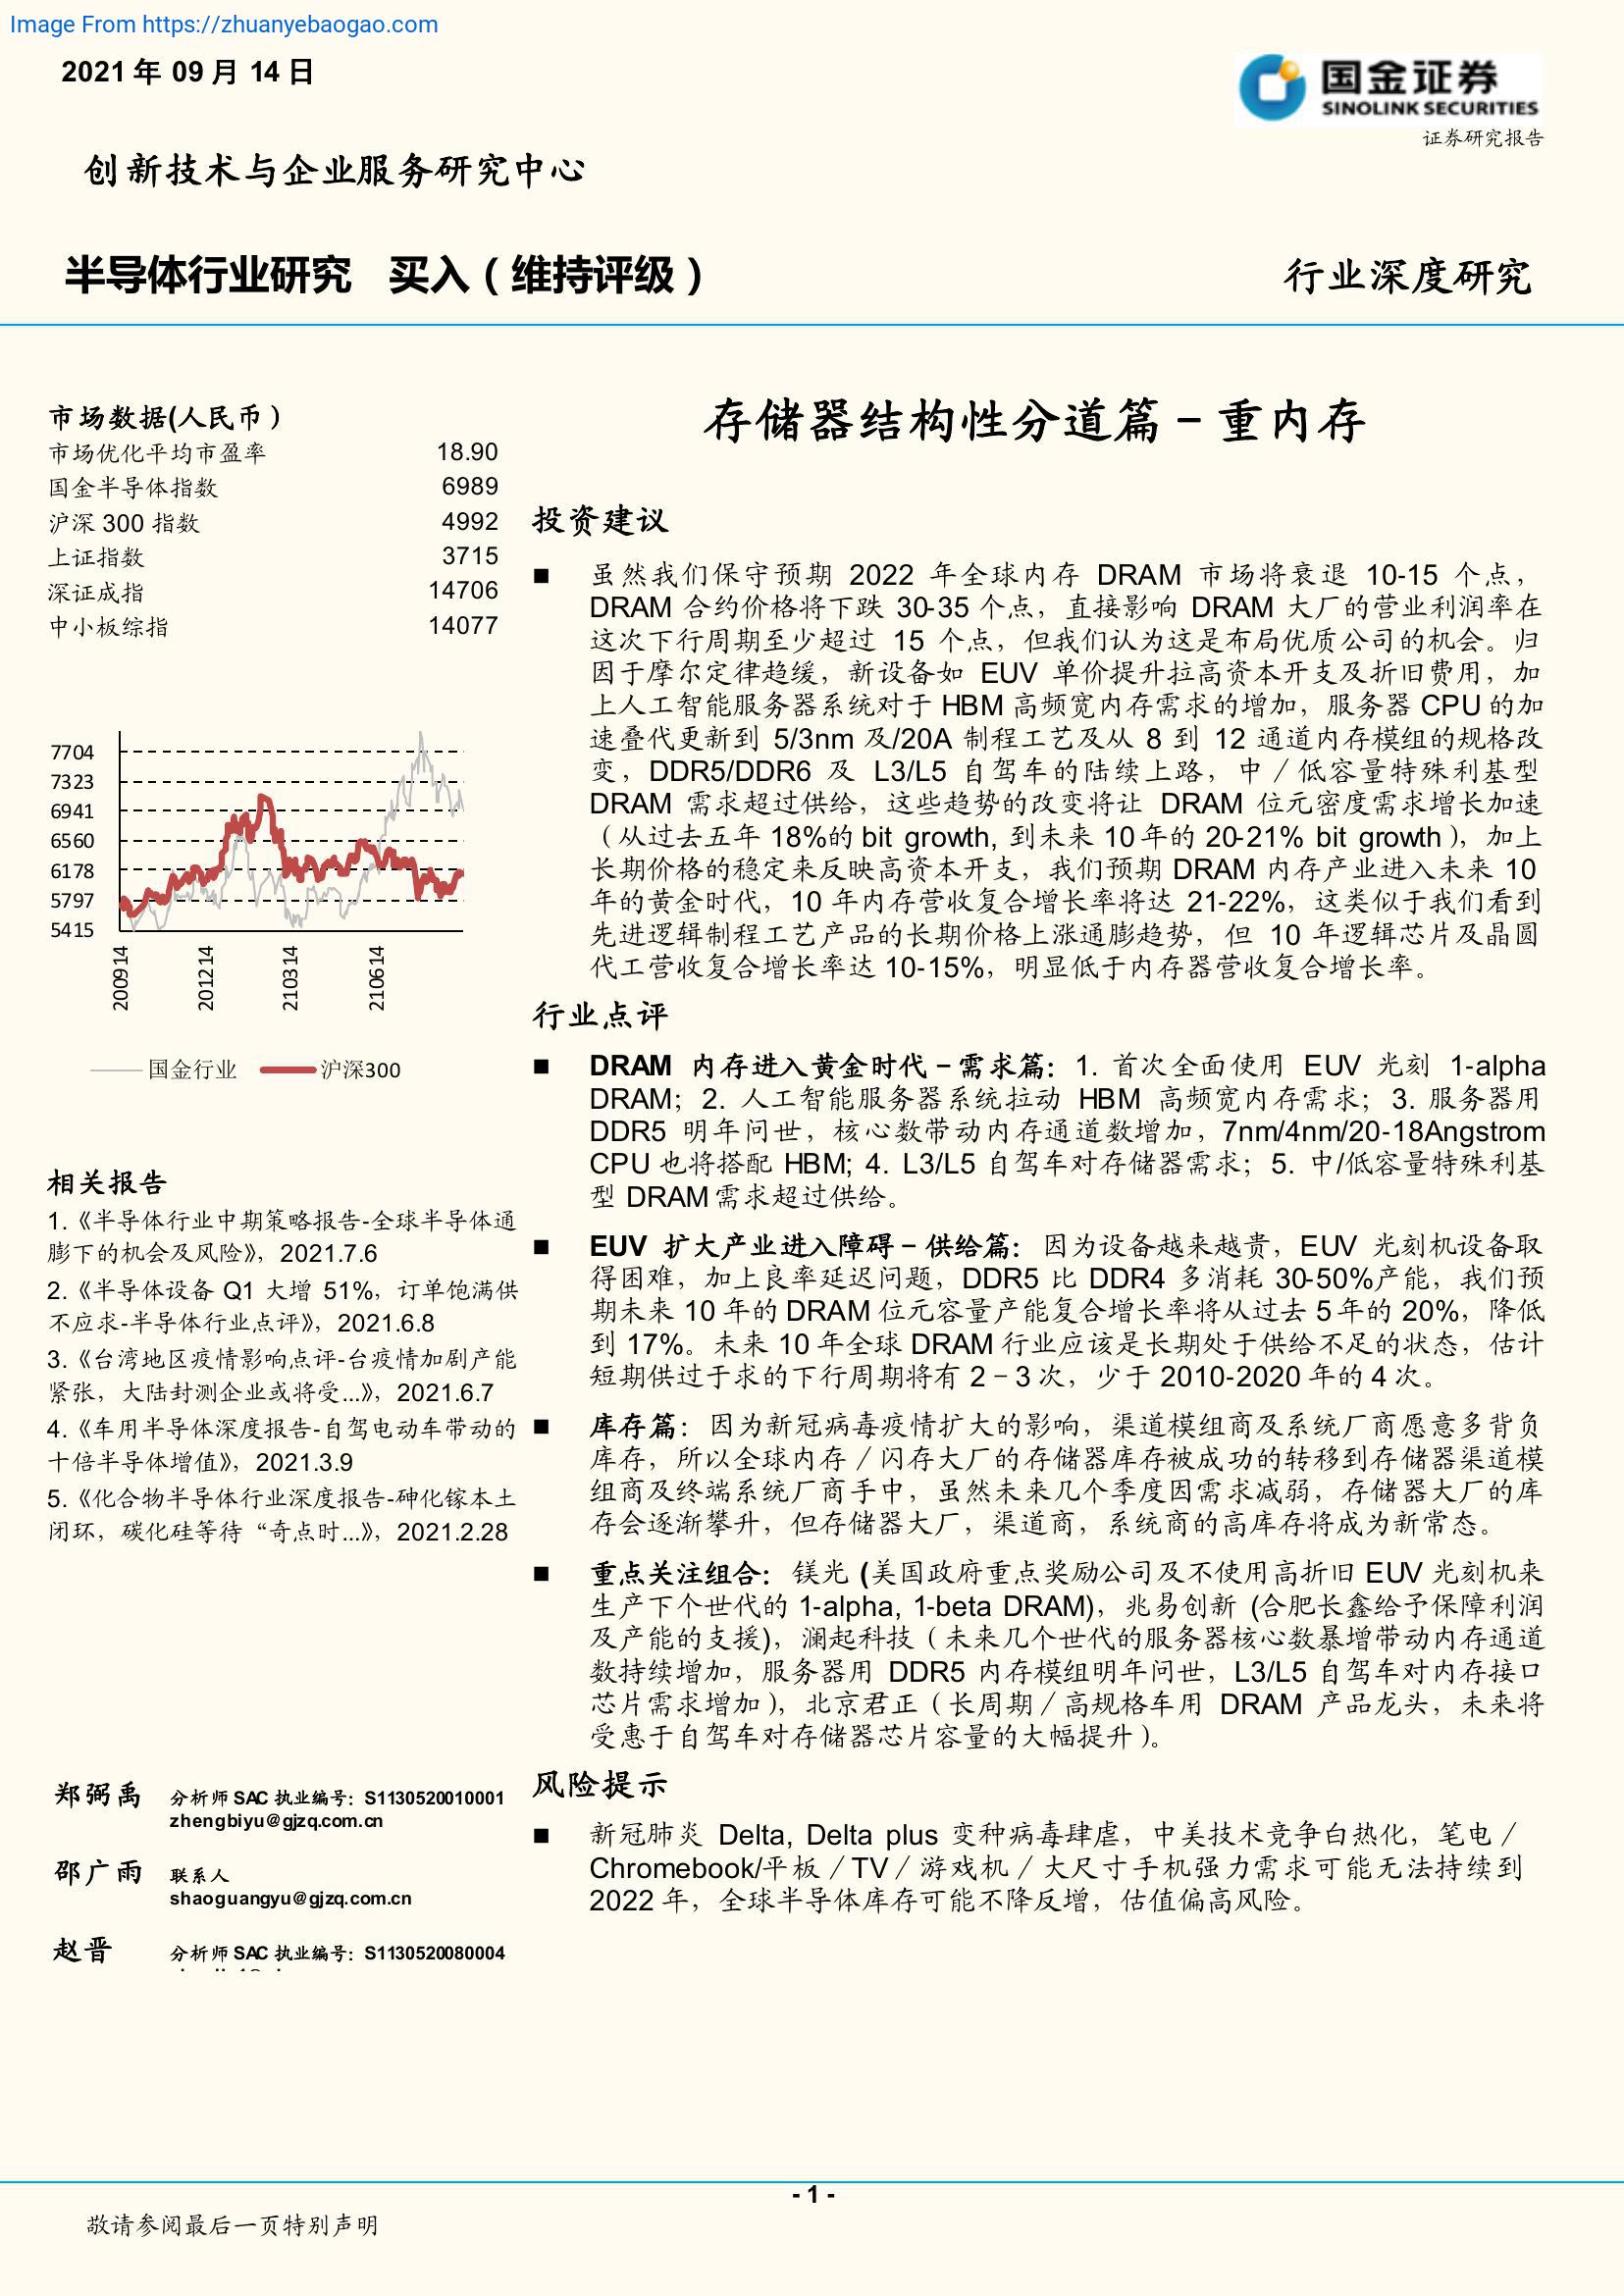 Image From https://zhuanyebaogao.com
2021 年 09 月 14 日
国金证券
SINOLINK SECURITIES
证券研究报告
创新技术与企业服务研究中心
半导体行业研究 买入（维持评级）
行业深度研究
市场数据(人民币）
市场优化平均市盈率 18.90
国金半导体指数 6989
沪深 300 指数 4992
上证指数 3715
深证成指 14706
中小板综指 14077
7704
7323
6941
6560
6178
5797
5415
200914
201214
210314
210614
国金行业 沪深300
相关报告
1.《半导体行业中期策略报告-全球半导体通
膨下的机会及风险》，2021.7.6
2.《半导体设备 Q1 大增 51%，订单饱满供
不应求-半导体行业点评》，2021.6.8
3.《台湾地区疫情影响点评-台疫情加剧产能
紧张，大陆封测企业或将受...》，2021.6.7
4.《车用半导体深度报告-自驾电动车带动的
十倍半导体增值》，2021.3.9
5.《化合物半导体行业深度报告-砷化镓本土
闭环，碳化硅等待“奇点时...》，2021.2.28
郑弼禹 分析师 SAC 执业编号：S1130520010001
zhengbiyu@gjzq.com.cn
邵广雨 联系人
shaoguangyu@gjzq.com.cn
赵晋 分析师 SAC 执业编号：S1130520080004
存储器结构性分道篇－重内存
投资建议
■ 虽然我们保守预期 2022 年全球内存 DRAM 市场将衰退 10-15 个点，
DRAM 合约价格将下跌 30-35 个点，直接影响 DRAM 大厂的营业利润率在
这次下行周期至少超过 15 个点，但我们认为这是布局优质公司的机会。归
因于摩尔定律趋缓，新设备如 EUV 单价提升拉高资本开支及折旧费用，加
上人工智能服务器系统对于 HBM 高频宽内存需求的增加，服务器 CPU 的加
速叠代更新到 5/3nm 及/20A 制程工艺及从 8 到 12 通道内存模组的规格改
变，DDR5/DDR6 及 L3/L5 自驾车的陆续上路，中／低容量特殊利基型
DRAM 需求超过供给，这些趋势的改变将让 DRAM 位元密度需求增长加速
（从过去五年 18%的 bit growth, 到未来 10 年的 20-21% bit growth），加上
长期价格的稳定来反映高资本开支，我们预期 DRAM 内存产业进入未来 10
年的黄金时代，10 年内存营收复合增长率将达 21-22%，这类似于我们看到
先进逻辑制程工艺产品的长期价格上涨通膨趋势，但 10 年逻辑芯片及晶圆
代工营收复合增长率达 10-15%，明显低于内存器营收复合增长率。
行业点评
■ DRAM 内存进入黄金时代－需求篇：1. 首次全面使用 EUV 光刻 1-alpha
DRAM；2. 人工智能服务器系统拉动 HBM 高频宽内存需求；3. 服务器用
DDR5 明年问世，核心数带动内存通道数增加，7nm/4nm/20-18Angstrom
CPU 也将搭配 HBM; 4. L3/L5 自驾车对存储器需求；5. 中/低容量特殊利基
型 DRAM 需求超过供给。
■ EUV 扩大产业进入障碍－供给篇：因为设备越来越贵，EUV 光刻机设备取
得困难，加上良率延迟问题，DDR5 比 DDR4 多消耗 30-50%产能，我们预
期未来 10 年的 DRAM 位元容量产能复合增长率将从过去 5 年的 20%，降低
到 17%。未来 10 年全球 DRAM 行业应该是长期处于供给不足的状态，估计
短期供过于求的下行周期将有 2－3 次，少于 2010-2020 年的 4 次。
■ 库存篇：因为新冠病毒疫情扩大的影响，渠道模组商及系统厂商愿意多背负
库存，所以全球内存／闪存大厂的存储器库存被成功的转移到存储器渠道模
组商及终端系统厂商手中，虽然未来几个季度因需求减弱，存储器大厂的库
存会逐渐攀升，但存储器大厂，渠道商，系统商的高库存将成为新常态。
■ 重点关注组合：镁光 (美国政府重点奖励公司及不使用高折旧 EUV 光刻机来
生产下个世代的 1-alpha, 1-beta DRAM)，兆易创新 (合肥长鑫给予保障利润
及产能的支援)，澜起科技（未来几个世代的服务器核心数暴增带动内存通道
数持续增加，服务器用 DDR5 内存模组明年问世，L3/L5 自驾车对内存接口
芯片需求增加），北京君正（长周期／高规格车用 DRAM 产品龙头，未来将
受惠于自驾车对存储器芯片容量的大幅提升）。
风险提示
■ 新冠肺炎 Delta, Delta plus 变种病毒肆虐，中美技术竞争白热化，笔电／
Chromebook/平板／TV／游戏机／大尺寸手机强力需求可能无法持续到
2022 年，全球半导体库存可能不降反增，估值偏高风险。
- 1 -
敬请参阅最后一页特别声明